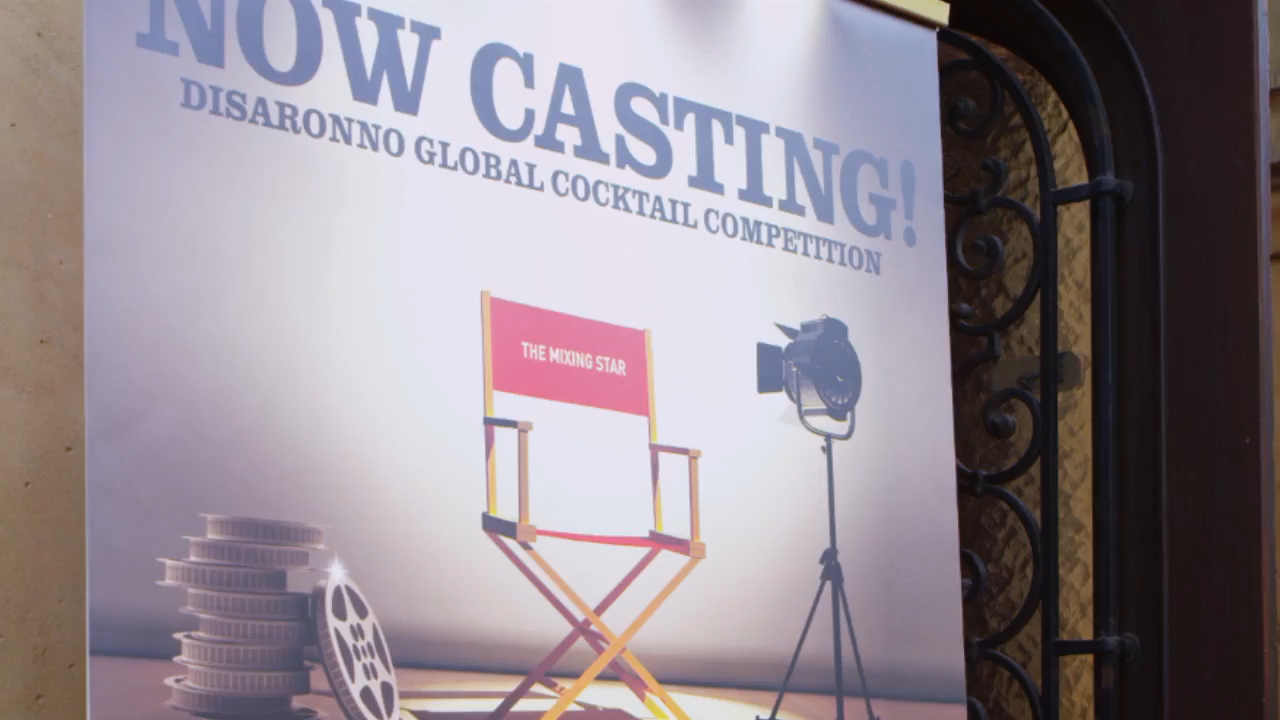 NOW CASTING!
DISARONNO GLOBAL COCKTAIL COMPETITION
THE MIXING STAR